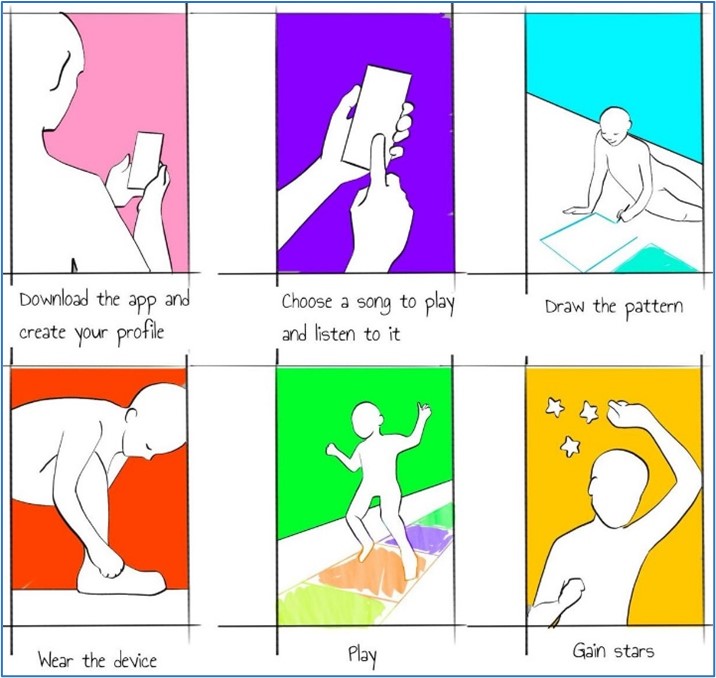 Download the app and
create your profile
Choose a song to play
and listen to it
Draw the pattern
Wear the device
Play
Gain stars